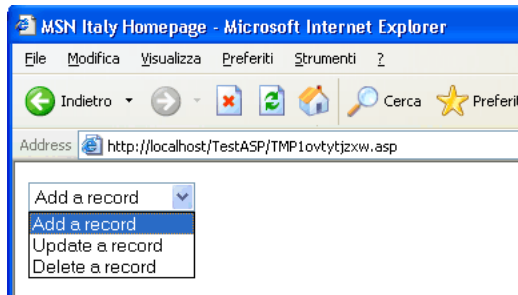 MSN Italy Homepage - Microsoft Internet Explorer
File Modifica Visualizza Preferiti Strumenti ?
Indietro Cerca Preferit
Address http://localhost/TestASP/TMP1ovtytjzxw.asp
Add a record
Add a record
Update a record
Delete a record